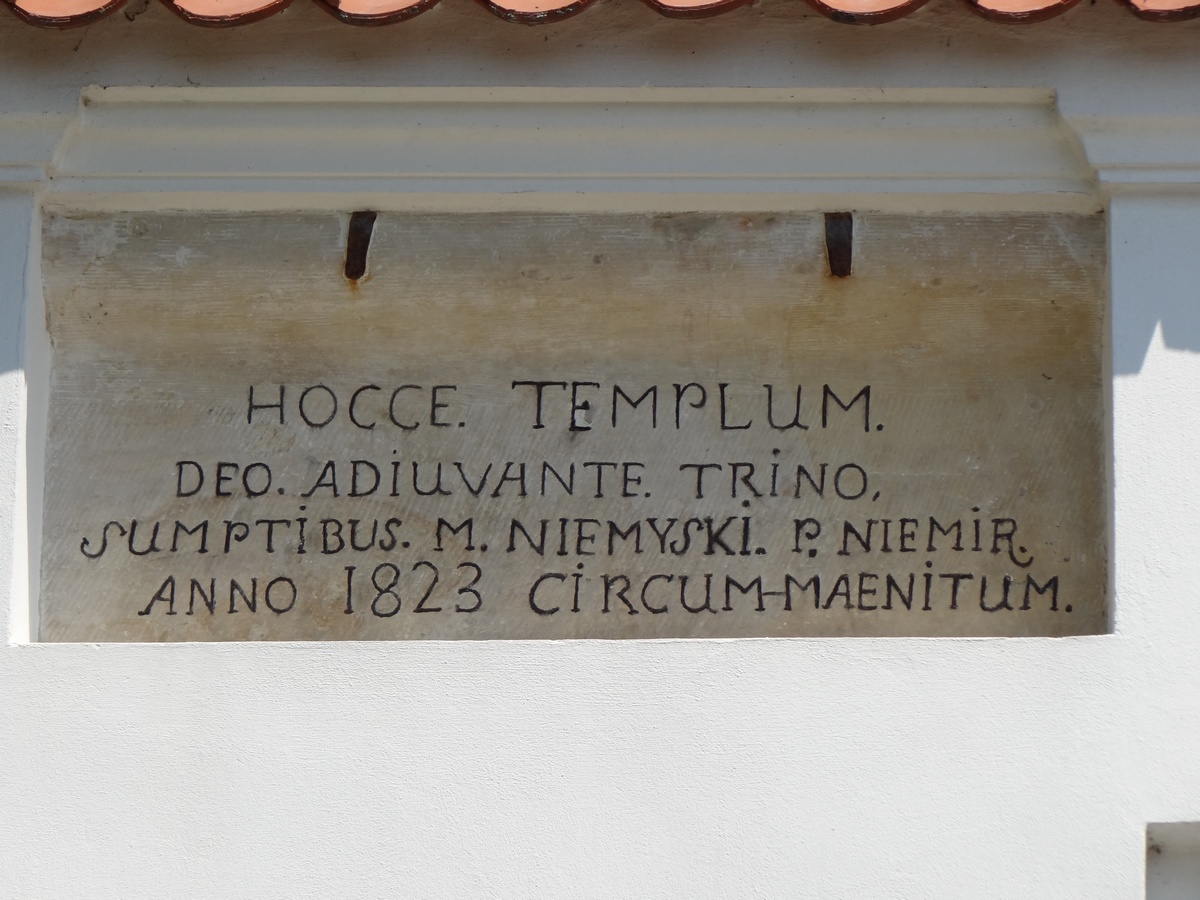 HOCCE. TEMPLUM.
DEO. ADiUVANTE. TRiNO,
SUMPTiBUS. M. NIEMYSKi. P. NIEMiR.
ANNO 1823 CiRCUM-MAENiTUM.